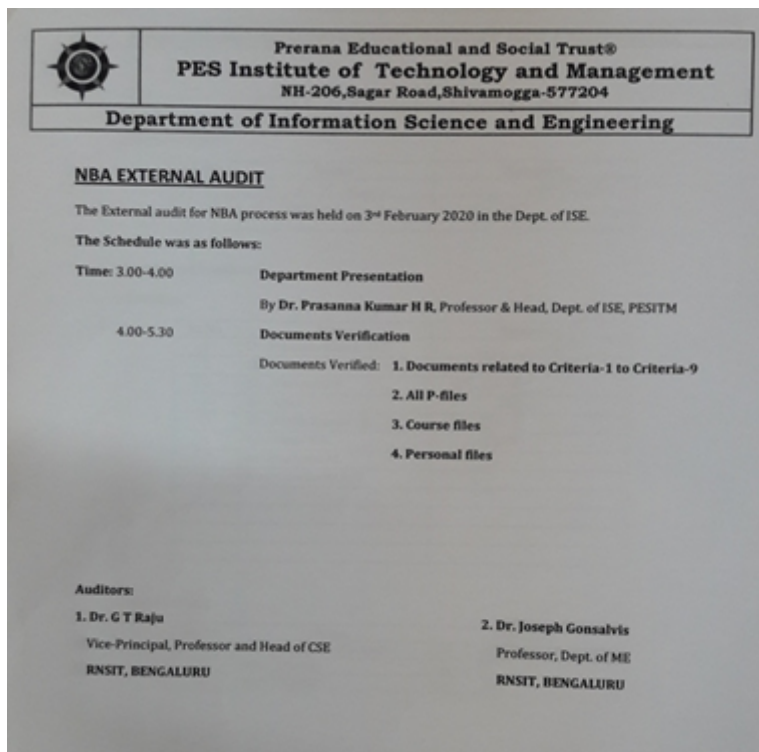 Prerana Educational and Social Trust®
PES Institute of Technology and Management
NH-206,Sagar Road,Shivamogga-577204
Department of Information Science and Engineering
NBA EXTERNAL AUDIT
The External audit for NBA process was held on 3rd February 2020 in the Dept. of ISE.
The Schedule was as follows:
Time: 3.00-4.00 Department Presentation
By Dr. Prasanna Kumar H R, Professor & Head, Dept. of ISE, PESITM
4.00-5.30 Documents Verification
Documents Verified: 1. Documents related to Criteria-1 to Criteria-9
2. All P-files
3. Course files
4. Personal files
Auditors:
1. Dr. G T Raju
Vice-Principal, Professor and Head of CSE
RNSIT, BENGALURU
2. Dr. Joseph Gonsalvis
Professor, Dept. of ME
RNSIT, BENGALURU